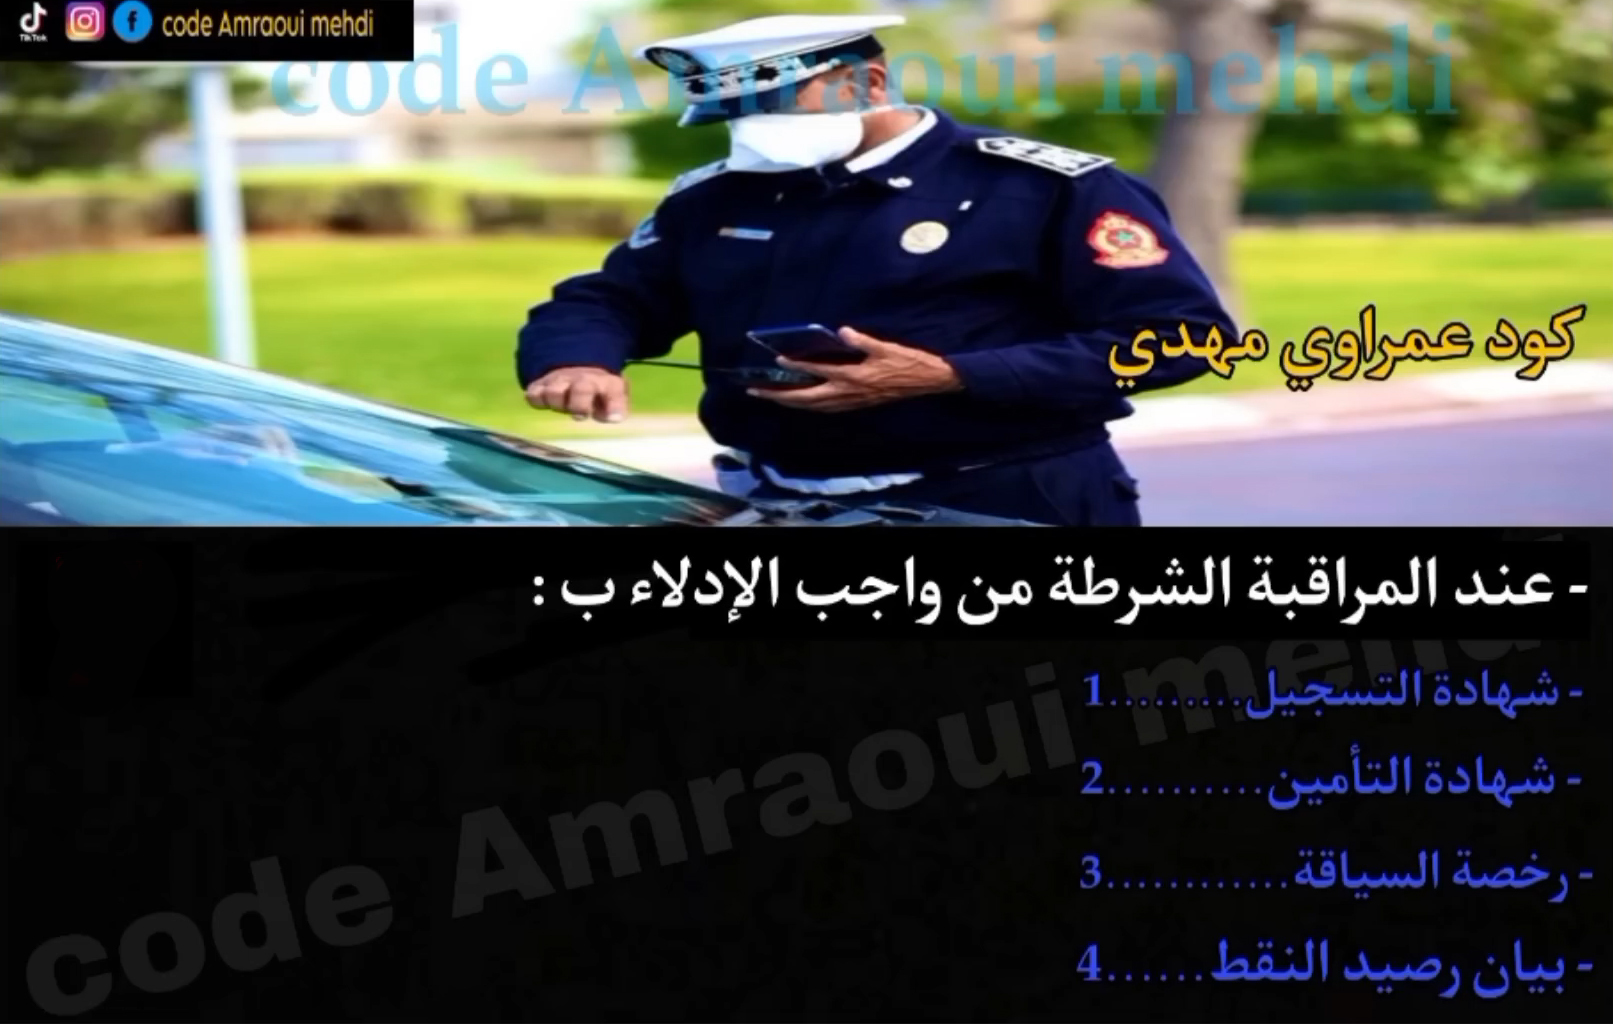 TikTok
code Amraoui mehdi
code Amraoui mehdi
كود عمراوي مهدي
- عند المراقبة الشرطة من واجب الإدلاء ب :
- شهادة التسجيل.........1
- شهادة التأمين..........2
- رخصة السياقة............3
- بيان رصيد النقط......4
code Amraoui mehdi